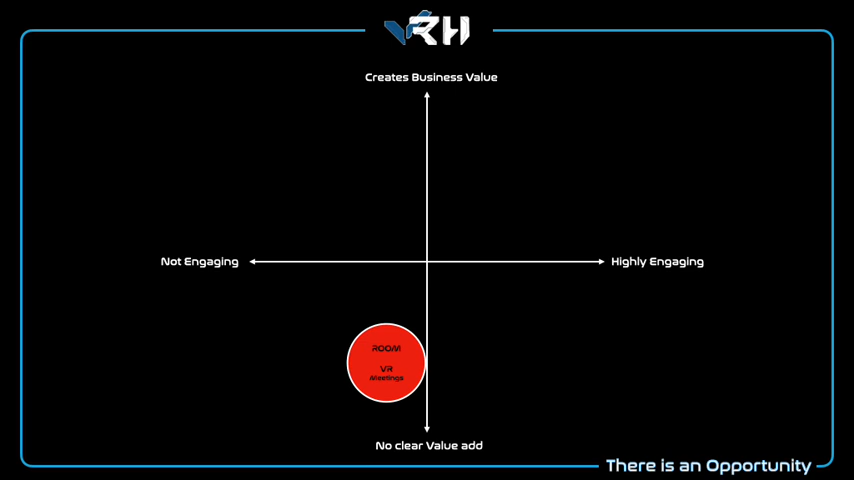 VRH
Creates Business Value
Not Engaging
Highly Engaging
ROOM
VR
Meetings
No clear Value add
There is an Opportunity